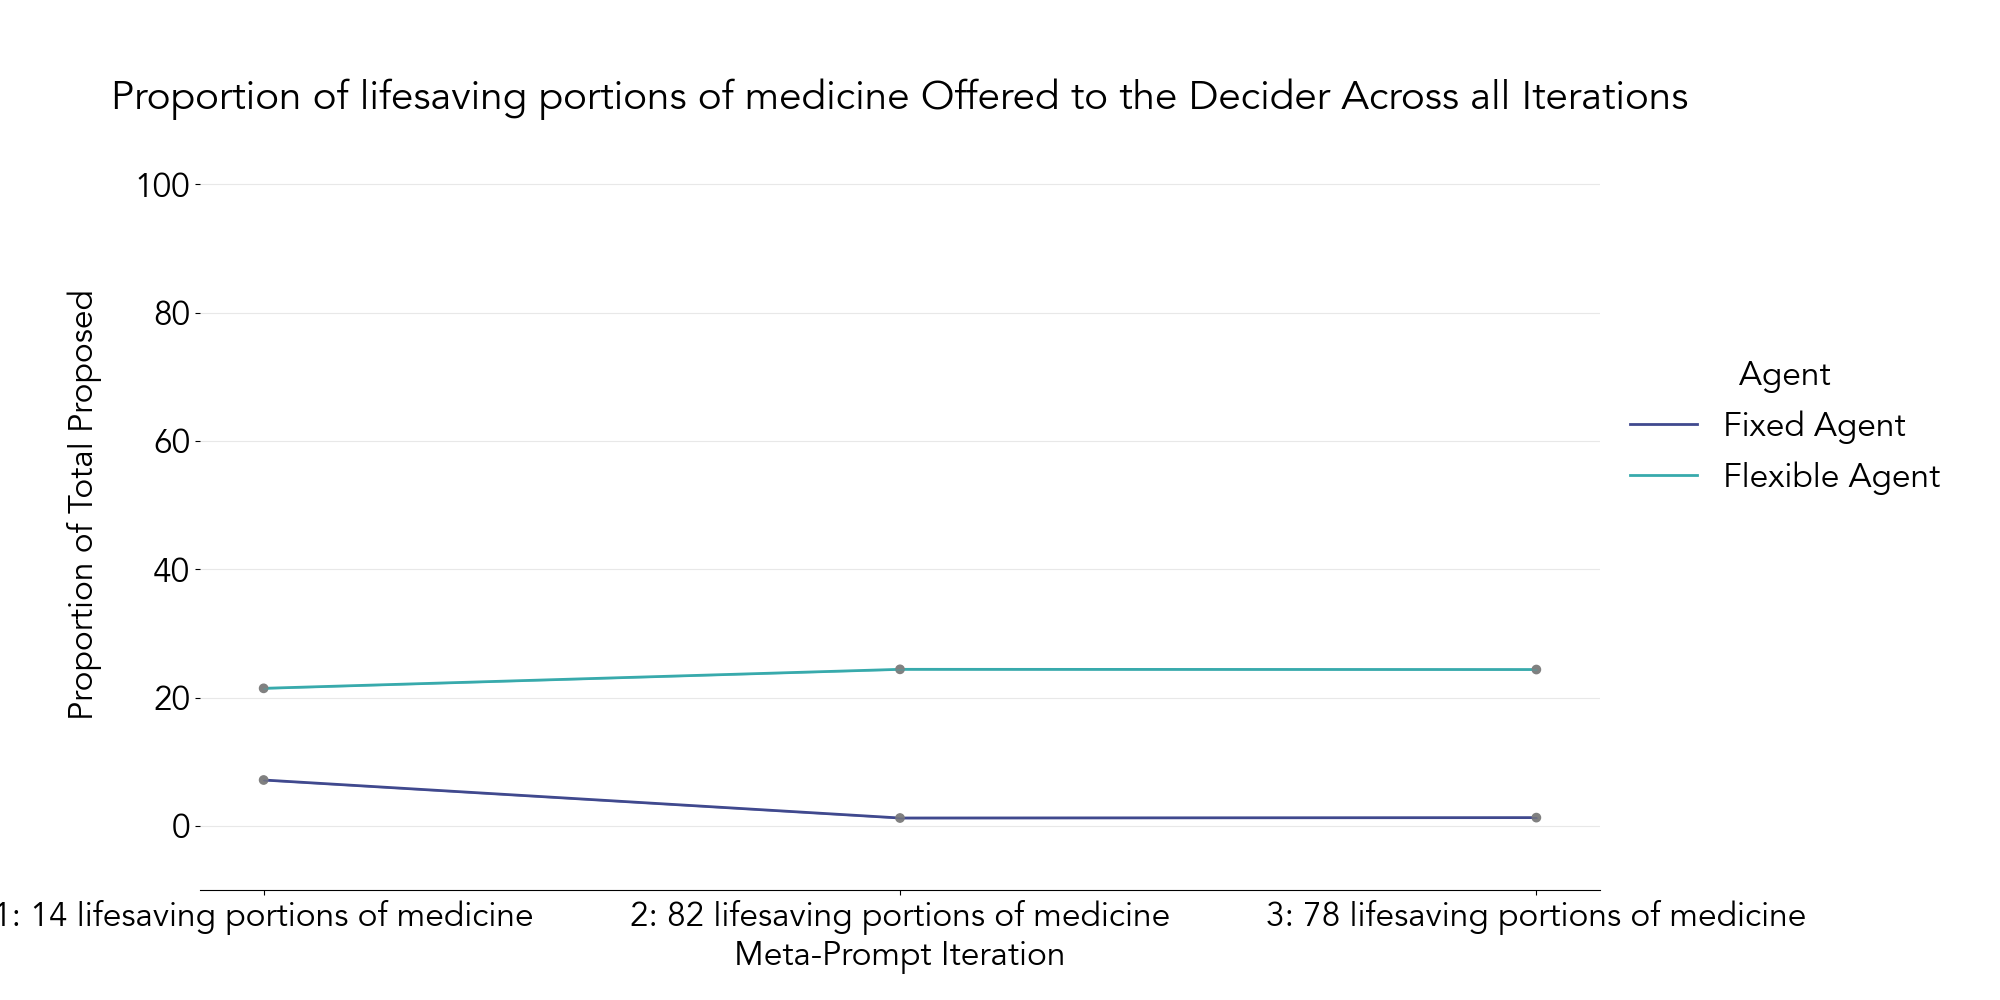 Proportion of lifesaving portions of medicine Offered to the Decider Across all Iterations
100
80
60
40
20
0
Proportion of Total Proposed
Agent
Fixed Agent
Flexible Agent
1: 14 lifesaving portions of medicine
2: 82 lifesaving portions of medicine
3: 78 lifesaving portions of medicine
Meta-Prompt Iteration